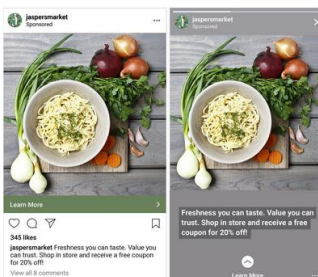 jaspersmarket
Sponsored
Learn More
345 likes
jaspersmarket Freshness you can taste. Value you
can trust. Shop in store and receive a free
coupon for 20% off!
View all 8 comments
jaspersmarket
Sponsored
Freshness you can taste. Value you can
trust. Shop in store and receive a free
coupon for 20% off!
Learn More